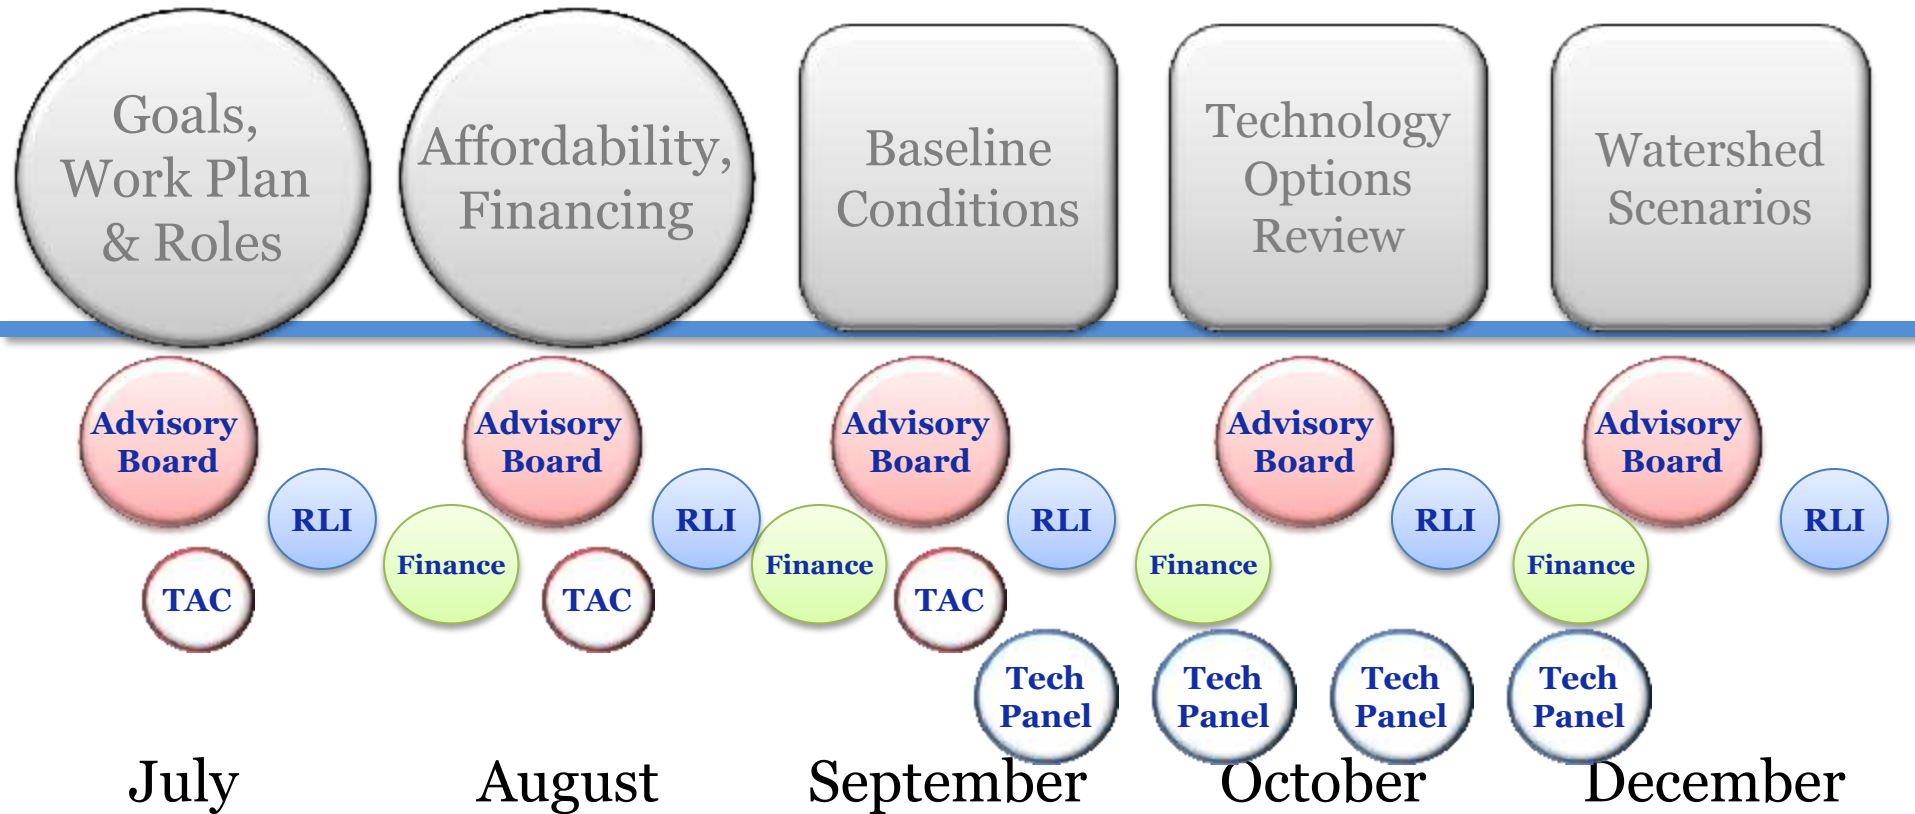 Goals,
Work Plan
& Roles
Affordability,
Financing
Baseline
Conditions
Technology
Options
Review
Watershed
Scenarios
Advisory
Board
Advisory
Board
Advisory
Board
Advisory
Board
Advisory
Board
RLI
RLI
RLI
RLI
RLI
Finance
Finance
Finance
Finance
TAC
TAC
TAC
Tech
Panel
Tech
Panel
Tech
Panel
Tech
Panel
July
August
September
October
December